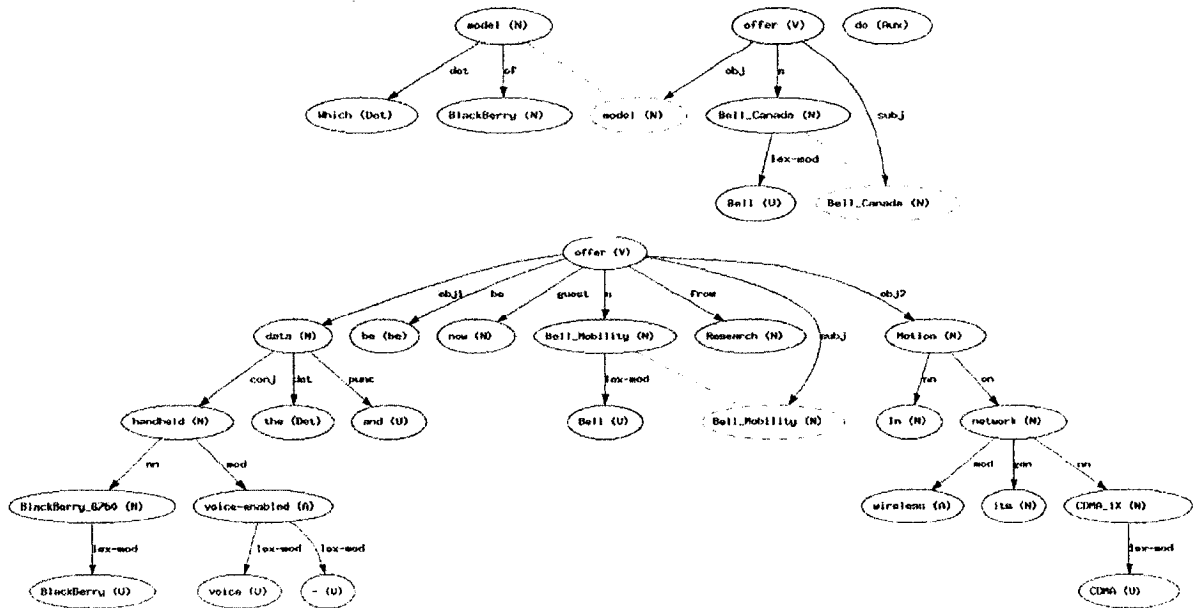 model (N) offer (V) do (Aux)
det of obj n subj
Which (Det) BlackBerry (N) model (N) Bell_Canada (N)
lex-mod
Bell (U) Bell_Canada (N)
offer (V)
obj1 be guest n from subj obj2
data (N) be (be) now (N) Bell_Mobility (N) Research (N) Motion (N)
conj det punc lex-mod nn on
handheld (N) the (Det) and (U) Bell (U) Bell_Mobility (N) In (N) network (N)
nn mod mod gen nn
BlackBerry_6750 (N) voice-enabled (A) wireless (A) its (N) CDMA_1X (N)
lex-mod lex-mod lex-mod lex-mod
BlackBerry (U) voice (U) - (U) CDMA (U)